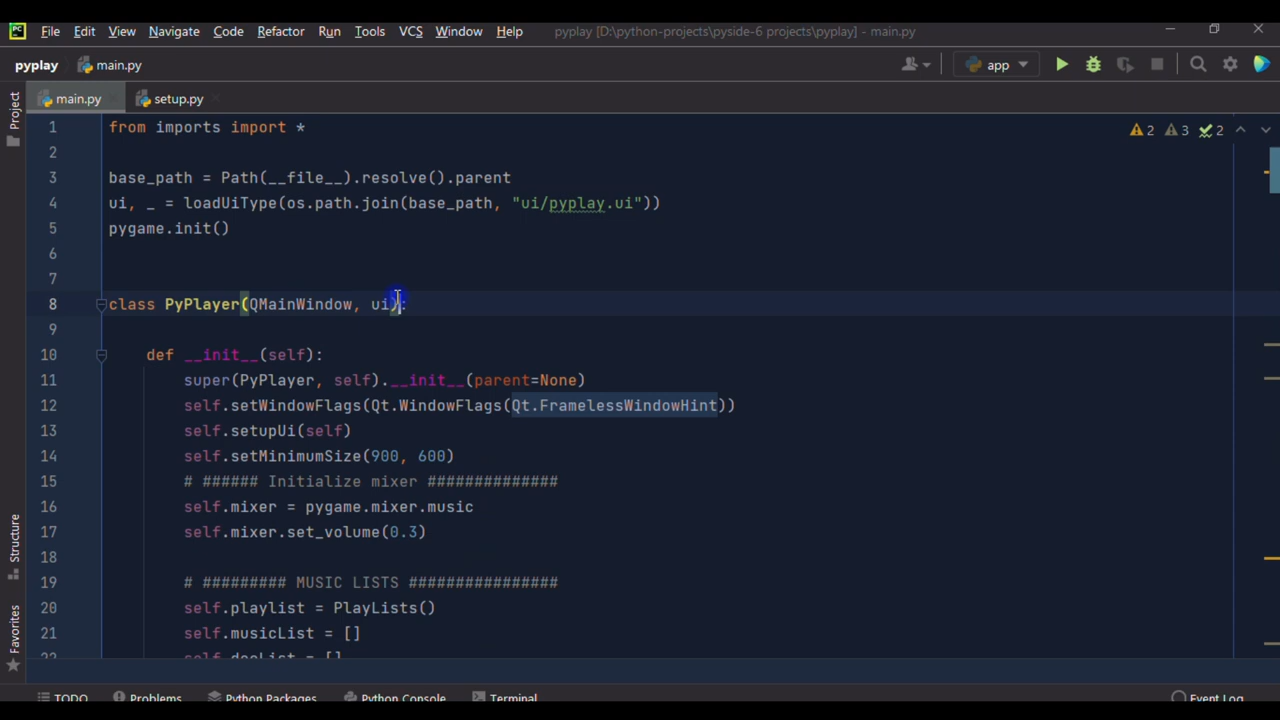 PC File Edit View Navigate Code Refactor Run Tools VCS Window Help pyplay [D:\python-projects\pyside-6 projects\pyplay] - main.py
pyplay main.py app
main.py setup.py
Project
2 3 2
1 from imports import *
2
3 base_path = Path(__file__).resolve().parent
4 ui, _ = loadUiType(os.path.join(base_path, "ui/pyplay.ui"))
5 pygame.init()
6
7
8 class PyPlayer(QMainWindow, ui):
9
10 def __init__(self):
11 super(PyPlayer, self).__init__(parent=None)
12 self.setWindowFlags(Qt.WindowFlags(Qt.FramelessWindowHint))
13 self.setupUi(self)
14 self.setMinimumSize(900, 600)
15 # ###### Initialize mixer ##############
16 self.mixer = pygame.mixer.music
17 self.mixer.set_volume(0.3)
18
19 # ######### MUSIC LISTS ################
20 self.playlist = PlayLists()
21 self.musicList = []
22 self.docList = []
Structure
Favorites
TODO Problems Python Packages Python Console Terminal Event Log